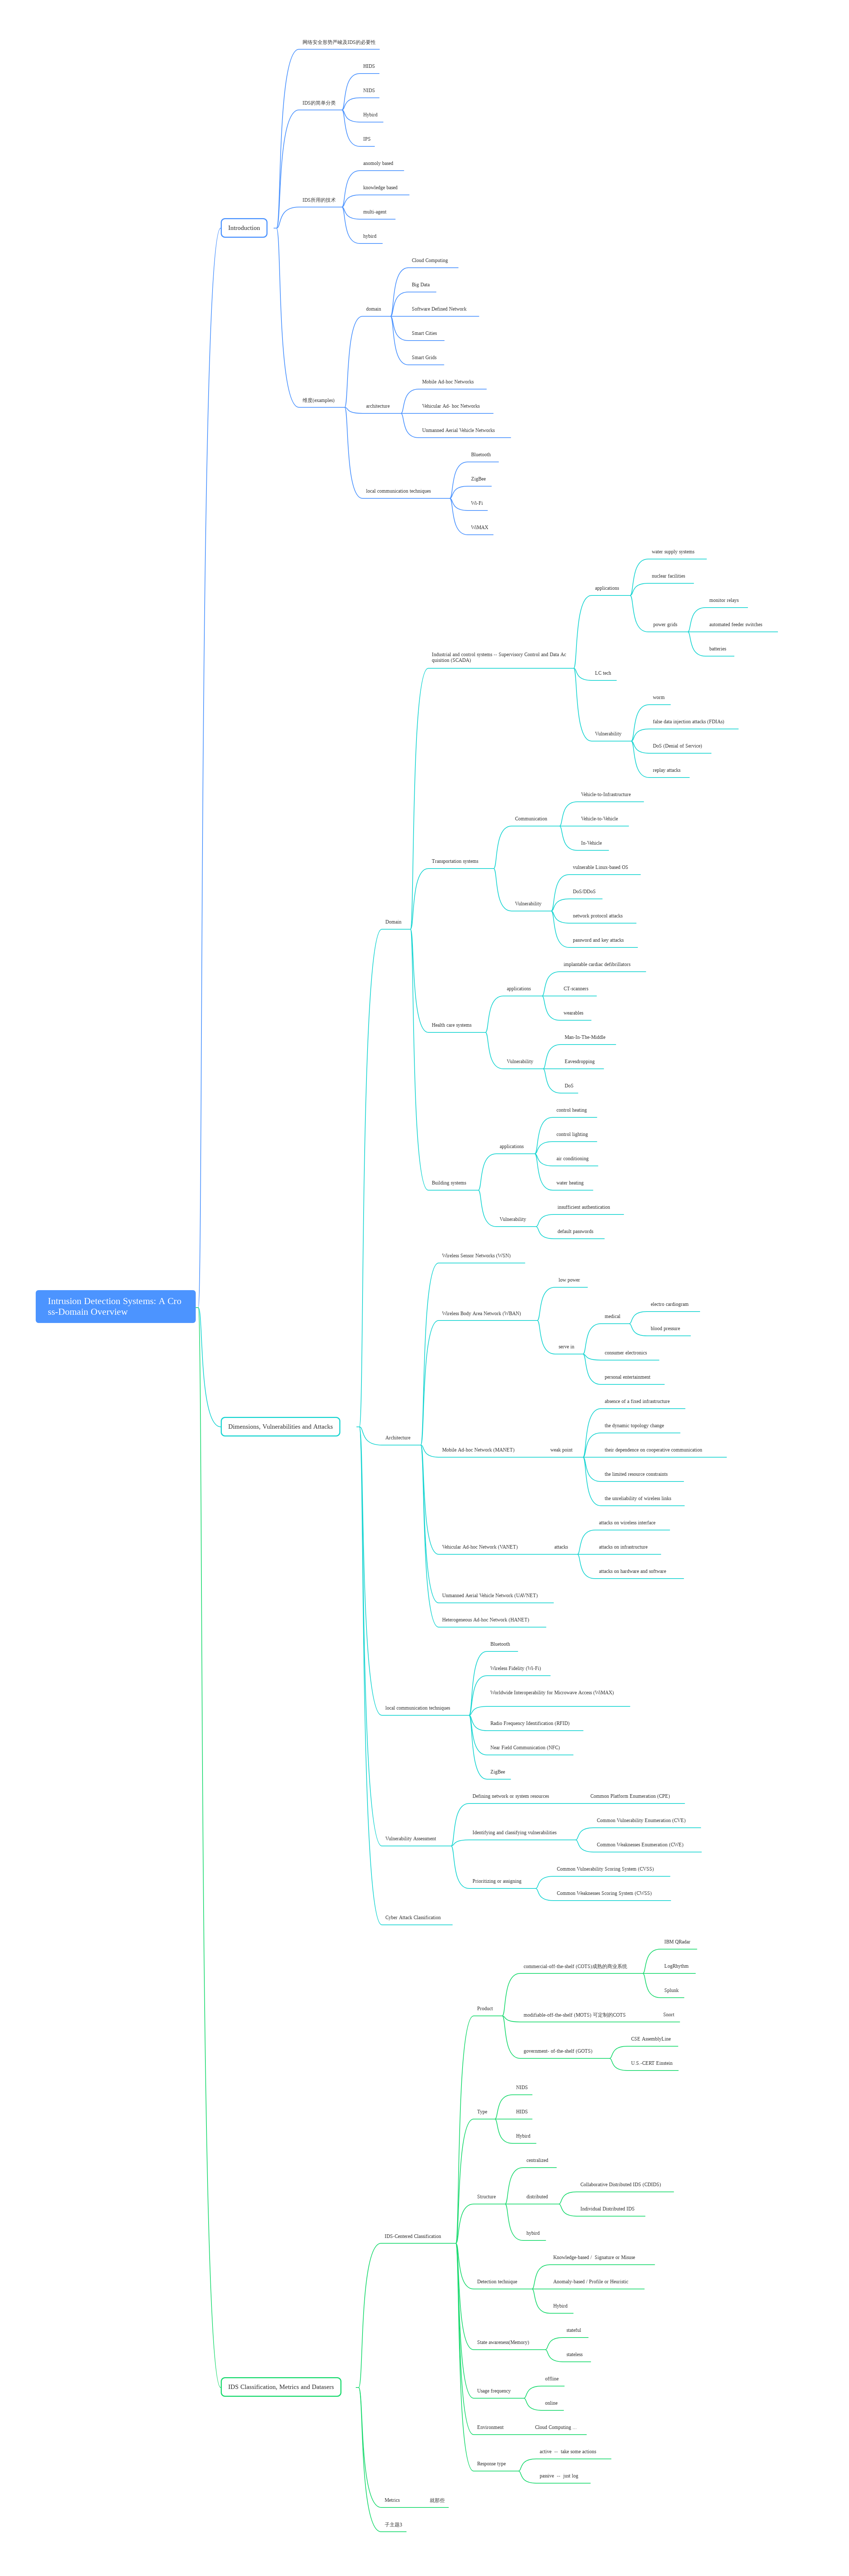 网络安全形势严峻及IDS的必要性
HIDS
NIDS
IDS的简单分类
Hybird
IPS
anomoly based
knowledge based
IDS所用的技术
multi-agent
hybird
Introduction
Cloud Computing
Big Data
domain
Software Defined Network
Smart Cities
Smart Grids
Mobile Ad-hoc Networks
维度(examples)
architecture
Vehicular Ad- hoc Networks
Unmanned Aerial Vehicle Networks
Bluetooth
ZigBee
local communication techniques
Wi-Fi
WiMAX
water supply systems
applications
nuclear facilities
monitor relays
power grids
automated feeder switches
batteries
Industrial and control systems -- Supervisory Control and Data Ac
quisition (SCADA)
LC tech
worm
false data injection attacks (FDIAs)
Vulnerability
DoS (Denial of Service)
replay attacks
Vehicle-to-Infrastructure
Communication
Vehicle-to-Vehicle
In-Vehicle
Transportation systems
vulnerable Linux-based OS
DoS/DDoS
Vulnerability
network protocol attacks
password and key attacks
Domain
implantable cardiac defibrillators
applications
CT-scanners
wearables
Health care systems
Man-In-The-Middle
Vulnerability
Eavesdropping
DoS
control heating
control lighting
applications
air conditioning
water heating
Building systems
insufficient authentication
Vulnerability
default passwords
Wireless Sensor Networks (WSN)
low power
Intrusion Detection Systems: A Cro
ss-Domain Overview
Wireless Body Area Network (WBAN)
electro cardiogram
medical
blood pressure
serve in
consumer electronics
personal entertainment
absence of a fixed infrastructure
the dynamic topology change
Dimensions, Vulnerabilities and Attacks
Architecture
Mobile Ad-hoc Network (MANET)
weak point
their dependence on cooperative communication
the limited resource constraints
the unreliability of wireless links
attacks on wireless interface
Vehicular Ad-hoc Network (VANET)
attacks
attacks on infrastructure
attacks on hardware and software
Unmanned Aerial Vehicle Network (UAVNET)
Heterogeneous Ad-hoc Network (HANET)
Bluetooth
Wireless Fidelity (WI-Fi)
Worldwide Interoperability for Microwave Access (WiMAX)
local communication techniques
Radio Frequency Identification (RFID)
Near Field Communication (NFC)
ZigBee
Defining network or system resources
Common Platform Enumeration (CPE)
Common Vulnerability Enumeration (CVE)
Vulnerability Assessment
Identifying and classifying vulnerabilities
Common Weaknesses Enumeration (CWE)
Common Vulnerability Scoring System (CVSS)
Prioritizing or assigning
Common Weaknesses Scoring System (CWSS)
Cyber Attack Classification
IBM QRadar
commercial-off-the-shelf (COTS)成熟的商业系统
LogRhythm
Splunk
Product
modifiable-off-the-shelf (MOTS) 可定制的COTS
Snort
CSE AssemblyLine
government- of-the-shelf (GOTS)
U.S.-CERT Einstein
NIDS
Type
HIDS
Hybird
centralized
Collaborative Distributed IDS (CDIDS)
Structure
distributed
Individual Distributed IDS
hybird
IDS-Centered Classification
Knowledge-based / Signature or Misuse
Detection technique
Anomaly-based / Profile or Heuristic
Hybird
stateful
State awareness(Memory)
stateless
offline
Usage frequency
IDS Classification, Metrics and Datasets
online
Environment
Cloud Computing ...
active -- take some actions
Response type
passive -- just log
Metrics
就那些·
子主题3